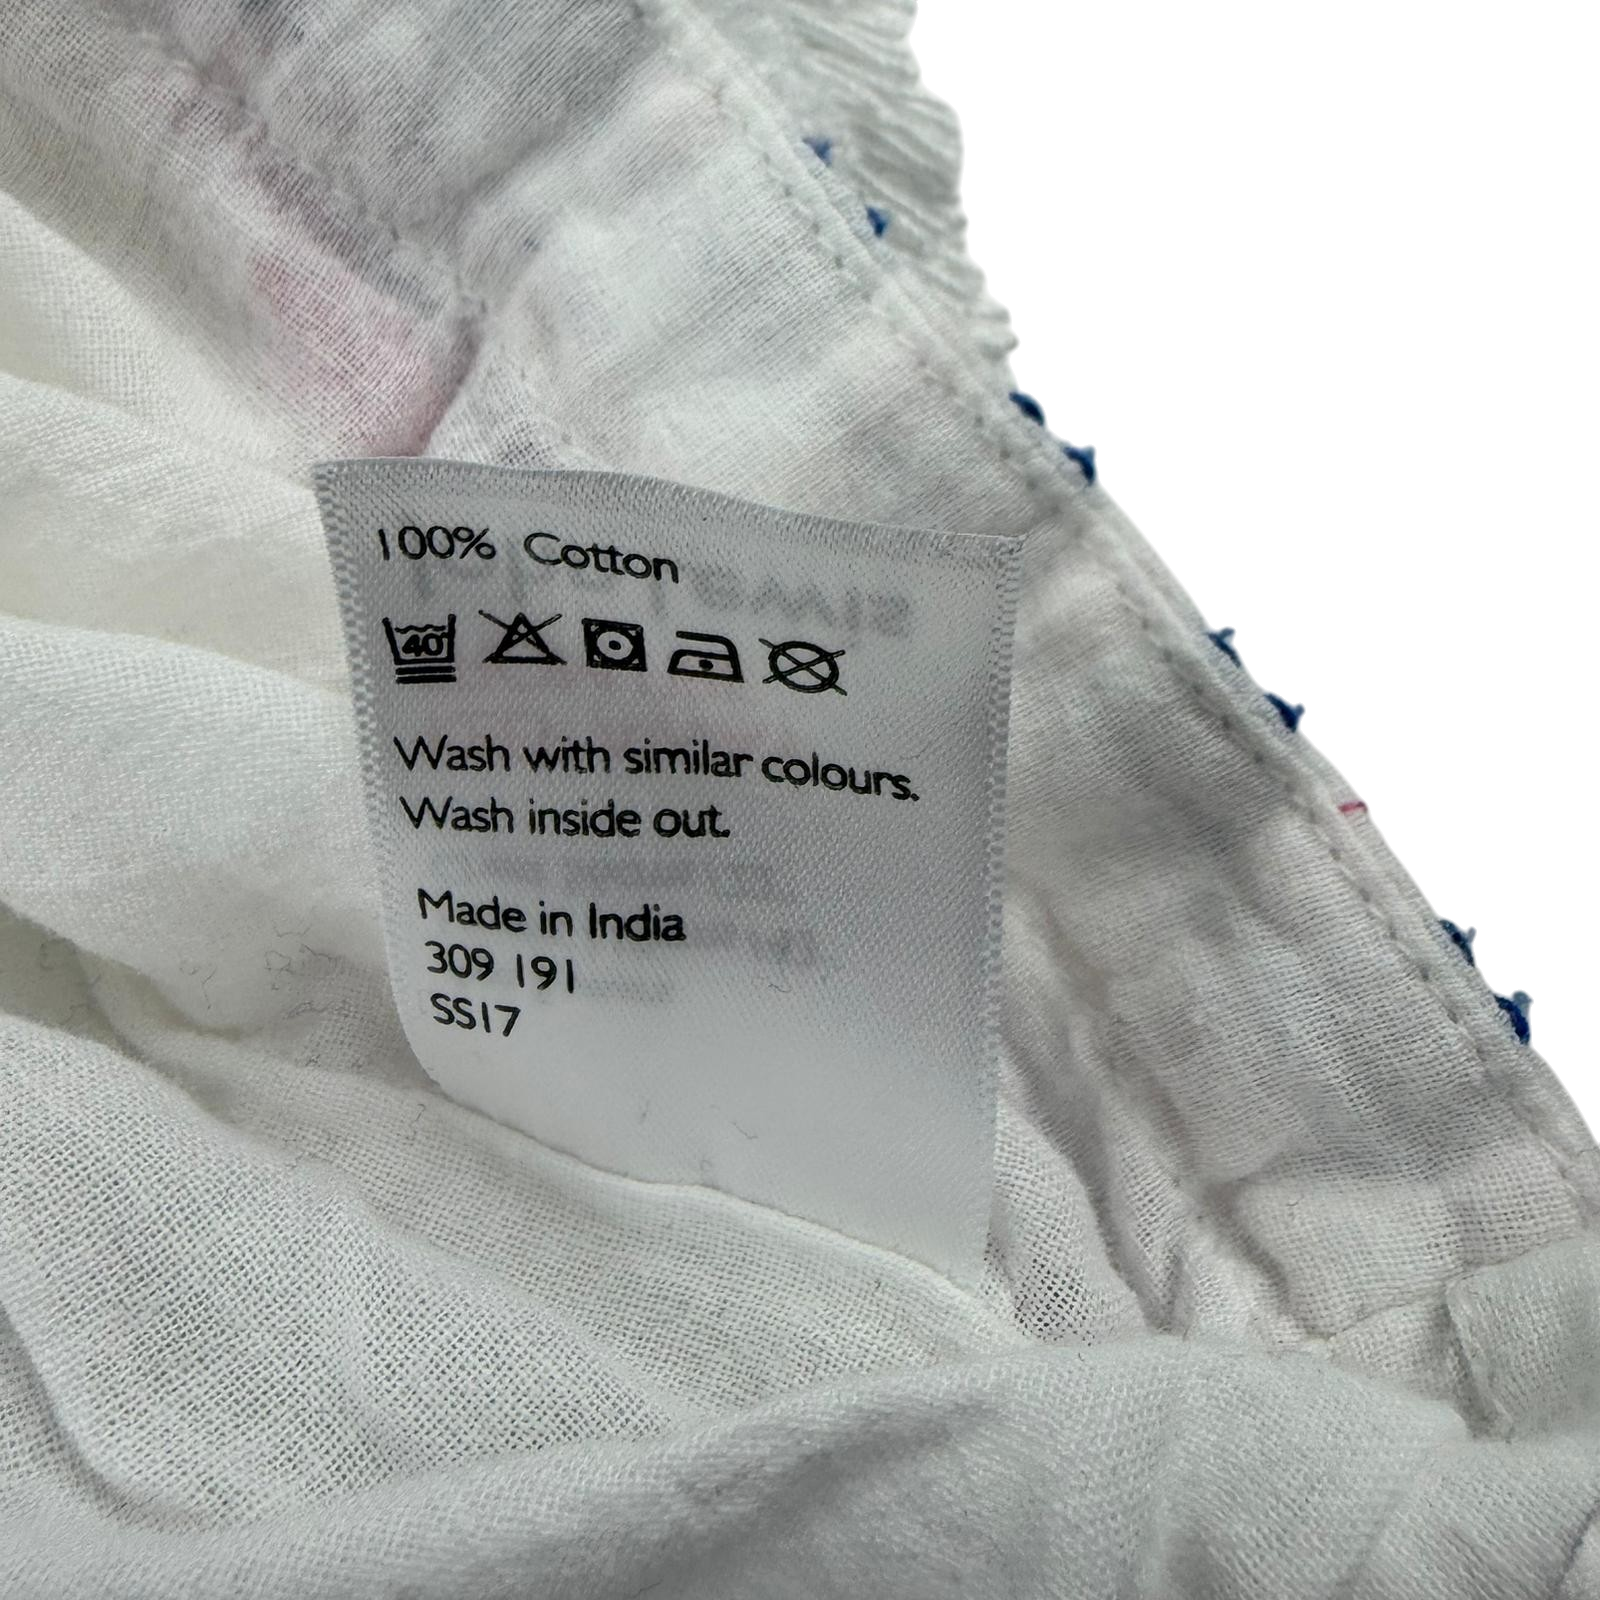 100% Cotton
40
Wash with similar colours.
Wash inside out.
Made in India
309 191
SS17